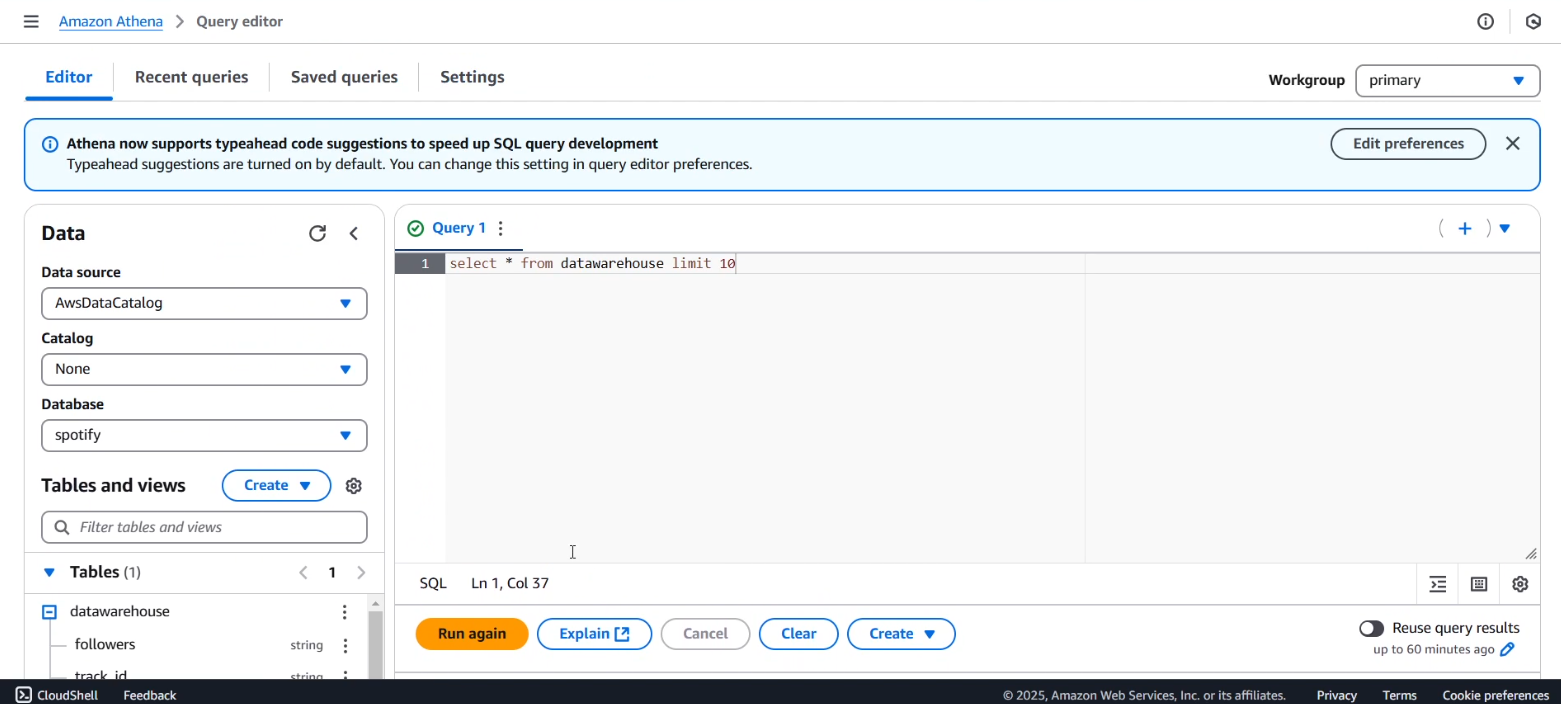 Amazon Athena > Query editor
Editor Recent queries Saved queries Settings
Workgroup primary
Athena now supports typeahead code suggestions to speed up SQL query development
Typeahead suggestions are turned on by default. You can change this setting in query editor preferences.
Edit preferences
Data
Data source
AwsDataCatalog
Catalog
None
Database
spotify
Tables and views Create
Filter tables and views
Tables (1) < 1 >
datawarehouse
followers string
track_id string
Query 1
1 select * from datawarehouse limit 10
SQL Ln 1, Col 37
Run again Explain Cancel Clear Create
Reuse query results
up to 60 minutes ago
CloudShell Feedback © 2025, Amazon Web Services, Inc. or its affiliates. Privacy Terms Cookie preferences